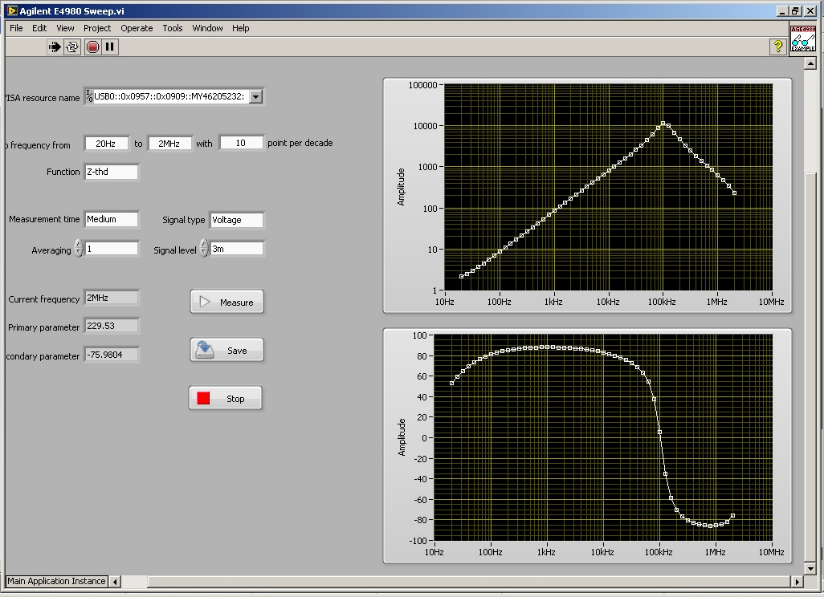 Agilent E4980 Sweep.vi
File Edit View Project Operate Tools Window Help
?
AGE4980
EXAMPLE
VISA resource name
I/O USB0::0x0957::0x0909::MY46205232:
p frequency from 20Hz to 2MHz with 10 point per decade
Function Z-thd
Measurement time Medium Signal type Voltage
Averaging 1 Signal level 3m
Current frequency 2MHz Measure
Primary parameter 229.53
condary parameter -75.9804 Save
Stop
100000
10000
1000
100
10
1
Amplitude
10Hz 100Hz 1kHz 10kHz 100kHz 1MHz 10MHz
100
80
60
40
20
0
-20
-40
-60
-80
-100
Amplitude
10Hz 100Hz 1kHz 10kHz 100kHz 1MHz 10MHz
Main Application Instance